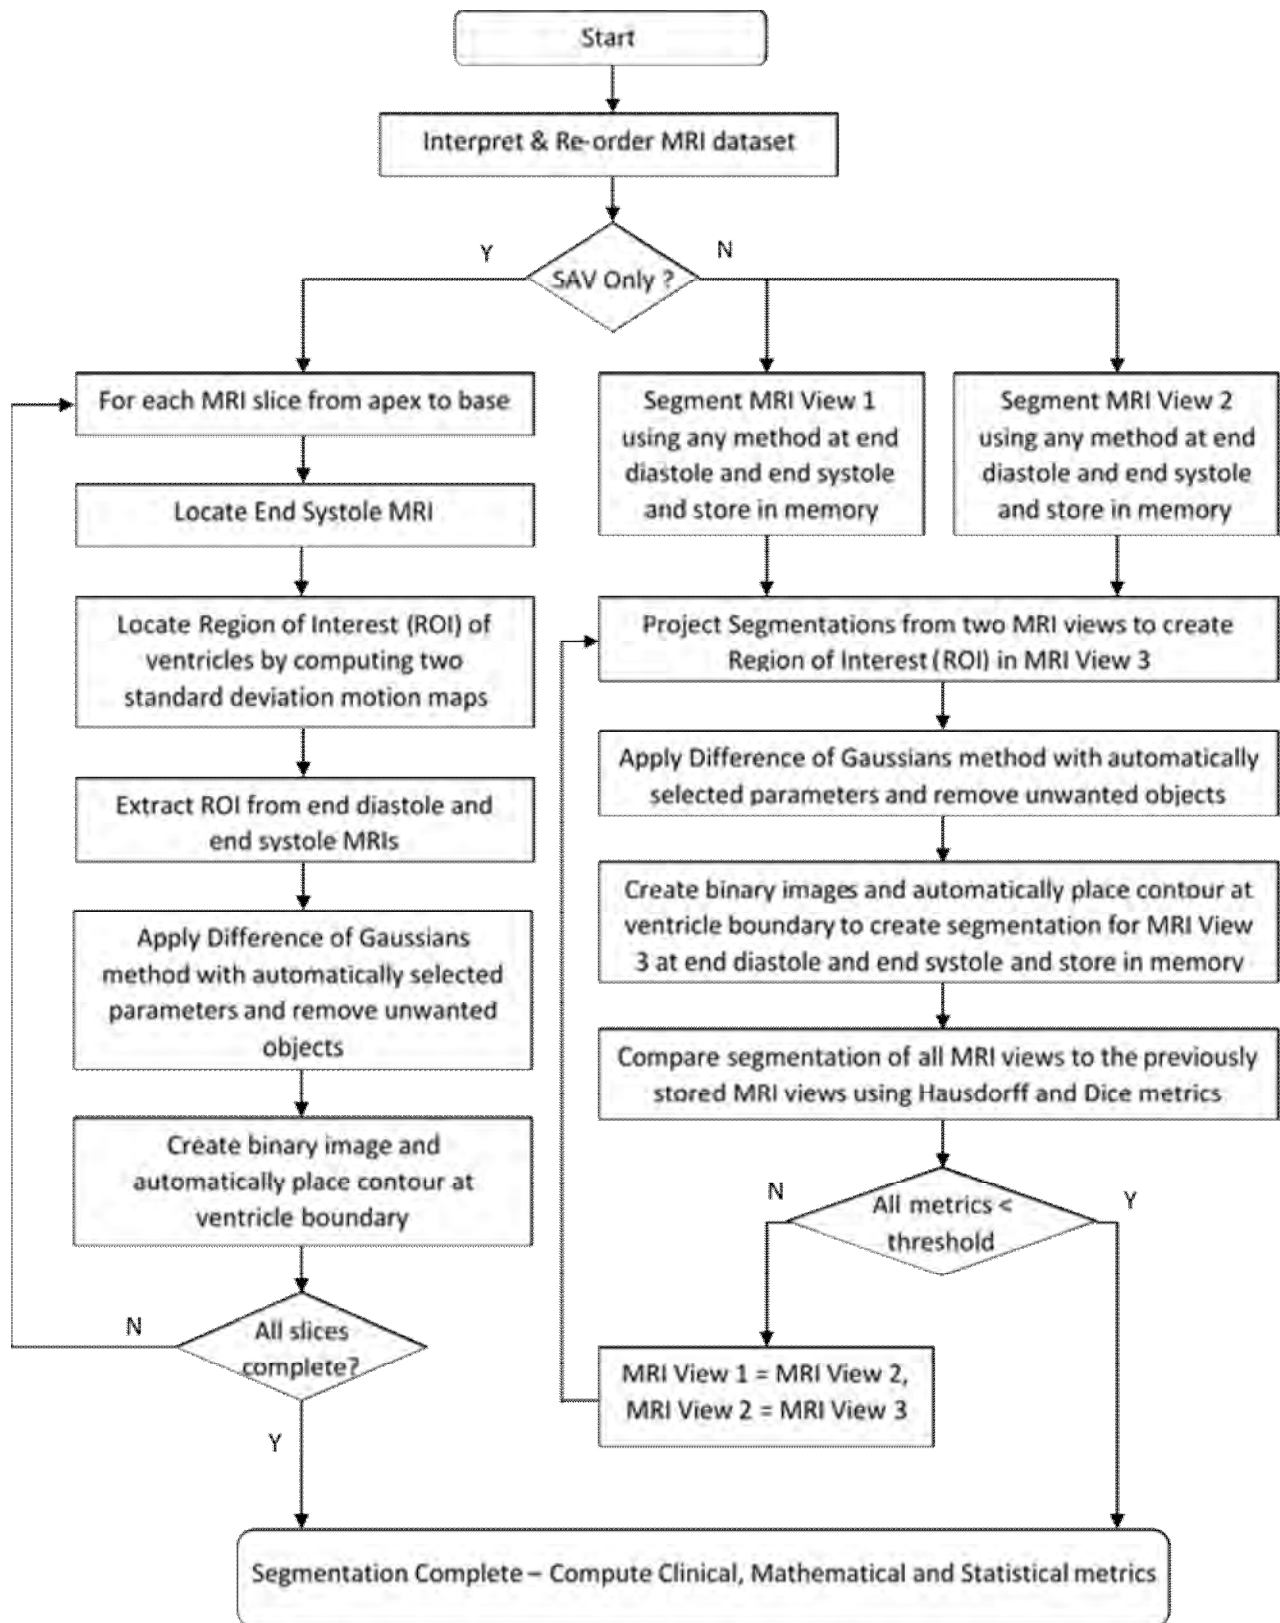 Start
Interpret & Re-order MRI dataset
Y
N
SAV Only ?
For each MRI slice from apex to base
Locate End Systole MRI
Locate Region of Interest (ROI) of
ventricles by computing two
standard deviation motion maps
Extract ROI from end diastole and
end systole MRIs
Apply Difference of Gaussians
method with automatically selected
parameters and remove unwanted
objects
Create binary image and
automatically place contour at
ventricle boundary
N
All slices
complete?
Y
Segment MRI View 1
using any method at end
diastole and end systole
and store in memory
Segment MRI View 2
using any method at end
diastole and end systole
and store in memory
Project Segmentations from two MRI views to create
Region of Interest (ROI) in MRI View 3
Apply Difference of Gaussians method with automatically
selected parameters and remove unwanted objects
Create binary images and automatically place contour at
ventricle boundary to create segmentation for MRI View
3 at end diastole and end systole and store in memory
Compare segmentation of all MRI views to the previously
stored MRI views using Hausdorff and Dice metrics
N
All metrics <
threshold
Y
MRI View 1 = MRI View 2,
MRI View 2 = MRI View 3
Segmentation Complete – Compute Clinical, Mathematical and Statistical metrics